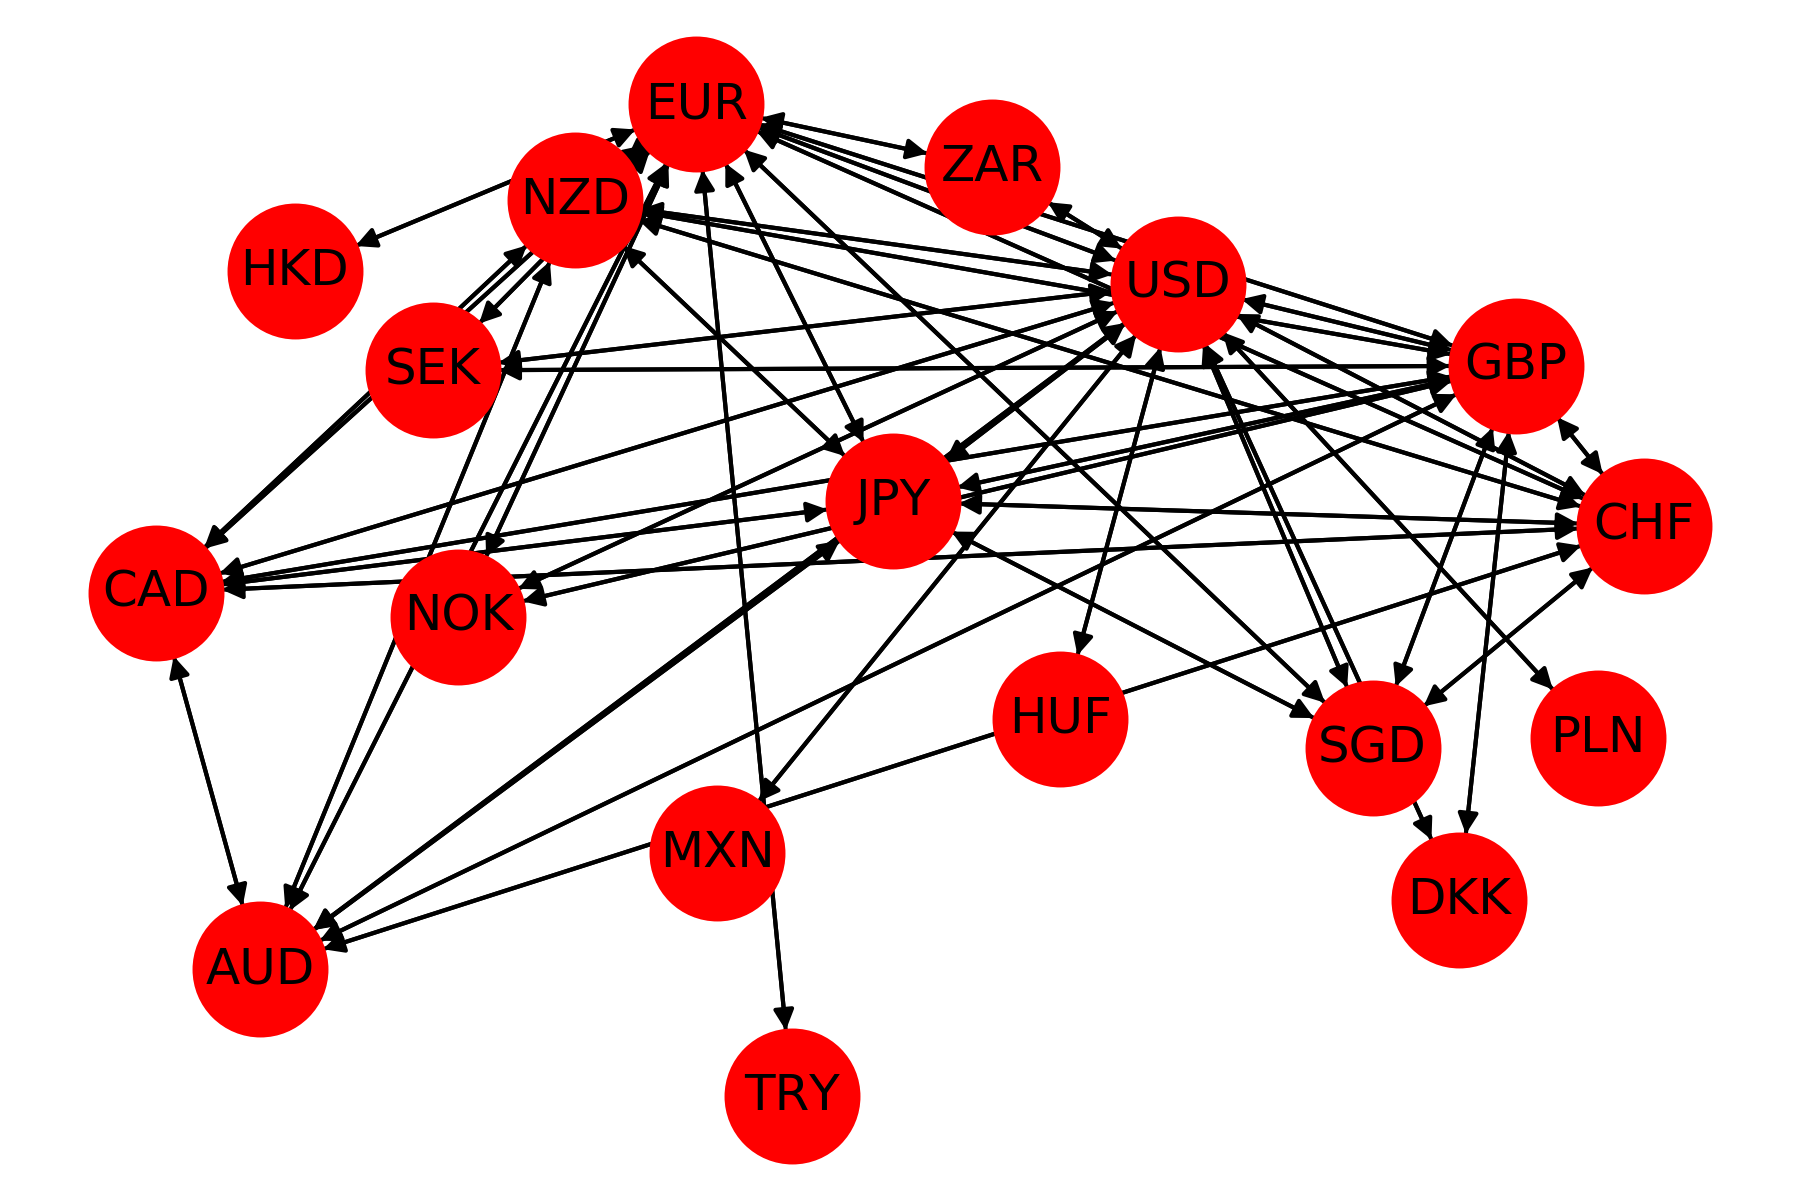 EUR
ZAR
NZD
HKD
USD
SEK
GBP
JPY
CHF
CAD
NOK
HUF
SGD
PLN
MXN
DKK
AUD
TRY